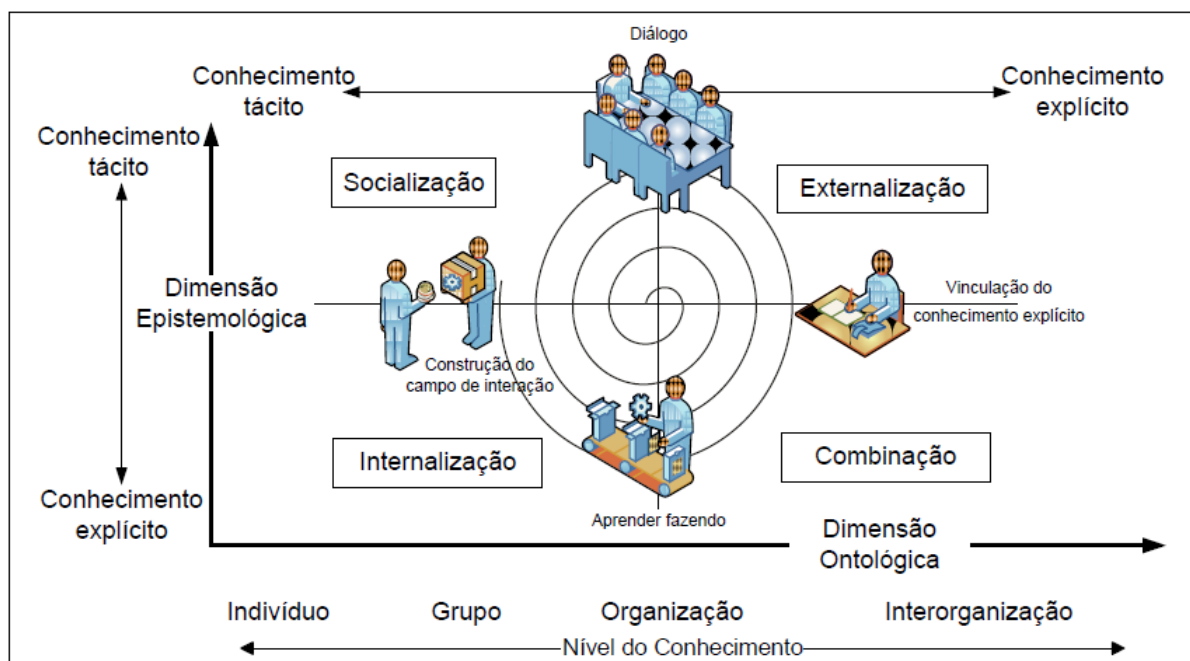 Diálogo
Conhecimento
tácito
Conhecimento
explícito
Conhecimento
tácito
Socialização
Externalização
Dimensão
Epistemológica
Vinculação do
conhecimento explícito
Construção do
campo de interação
Internalização
Combinação
Conhecimento
explícito
Aprender fazendo
Dimensão
Ontológica
Indivíduo
Grupo
Organização
Interorganização
Nível do Conhecimento